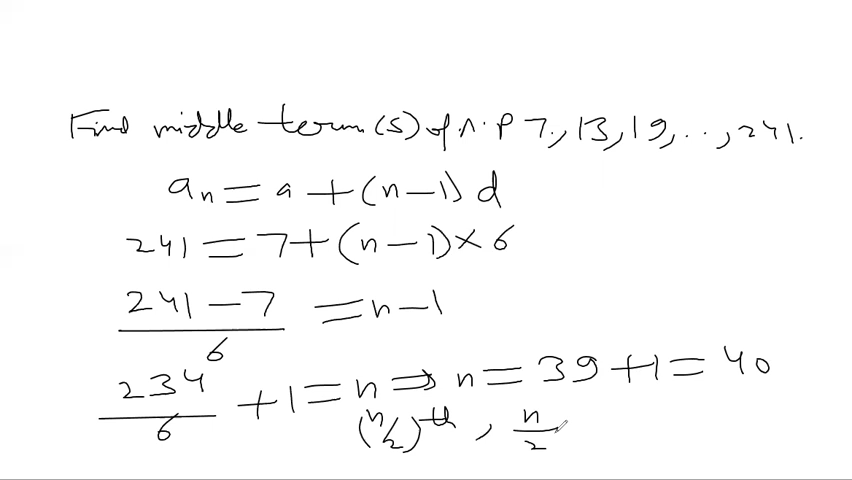 Find middle term(s) of A.P 7, 13, 19, ..., 241.
an = a + (n-1) d
241 = 7 + (n-1) × 6
(241 - 7)/6 = n-1
234/6 + 1 = n ⇒ n = 39 + 1 = 40
(n/2)th, n/2